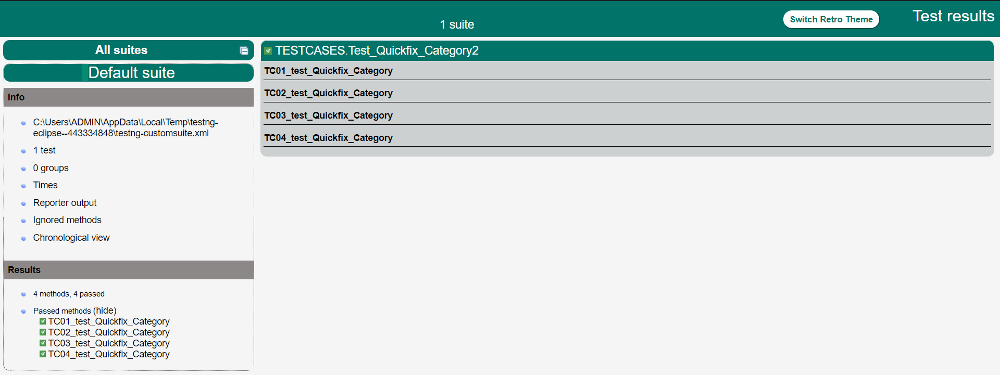 1 suite
Switch Retro Theme
Test results
All suites
Default suite
Info
C:\Users\ADMIN\AppData\Local\Temp\testng-
eclipse--443334848\testng-customsuite.xml
1 test
0 groups
Times
Reporter output
Ignored methods
Chronological view
Results
4 methods, 4 passed
Passed methods (hide)
TC01_test_Quickfix_Category
TC02_test_Quickfix_Category
TC03_test_Quickfix_Category
TC04_test_Quickfix_Category
TESTCASES.Test_Quickfix_Category2
TC01_test_Quickfix_Category
TC02_test_Quickfix_Category
TC03_test_Quickfix_Category
TC04_test_Quickfix_Category